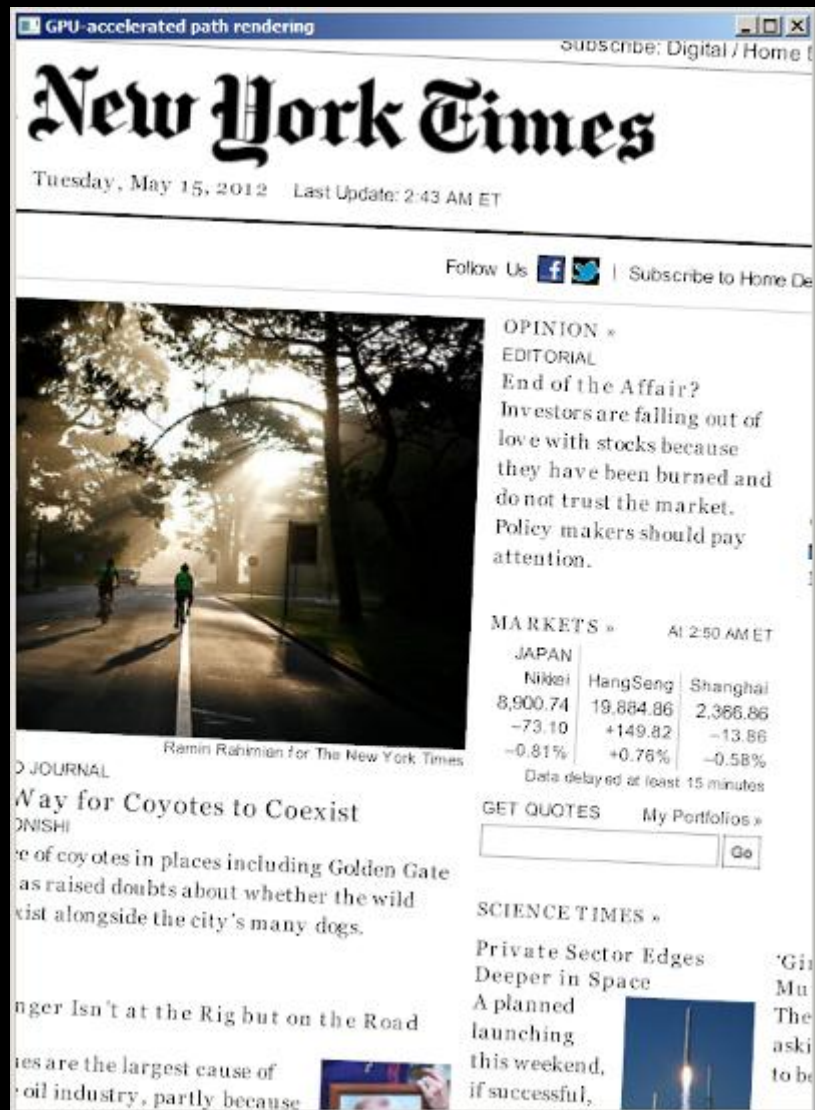 GPU-accelerated path rendering
Subscribe: Digital / Home
New York Times
Tuesday, May 15, 2012 Last Update: 2:43 AM ET
Follow Us | Subscribe to Home De
OPINION »
EDITORIAL
End of the Affair?
Investors are falling out of
love with stocks because
they have been burned and
do not trust the market.
Policy makers should pay
attention.
MARKETS » At 2:50 AM ET
JAPAN
Nikkei HangSeng Shanghai
8,900.74 19,884.86 2,366.86
−73.10 +149.82 −13.86
−0.81% +0.76% −0.58%
Data delayed at least 15 minutes
GET QUOTES My Portfolios »
Go
Ramin Rahimian for The New York Times
O JOURNAL
Way for Coyotes to Coexist
ONISHI
e of coyotes in places including Golden Gate
as raised doubts about whether the wild
xist alongside the city's many dogs.
nger Isn't at the Rig but on the Road
es are the largest cause of
oil industry, partly because
SCIENCE TIMES »
Private Sector Edges
Deeper in Space
A planned
launching
this weekend,
if successful,
'Gi
Mu
The
aski
to be